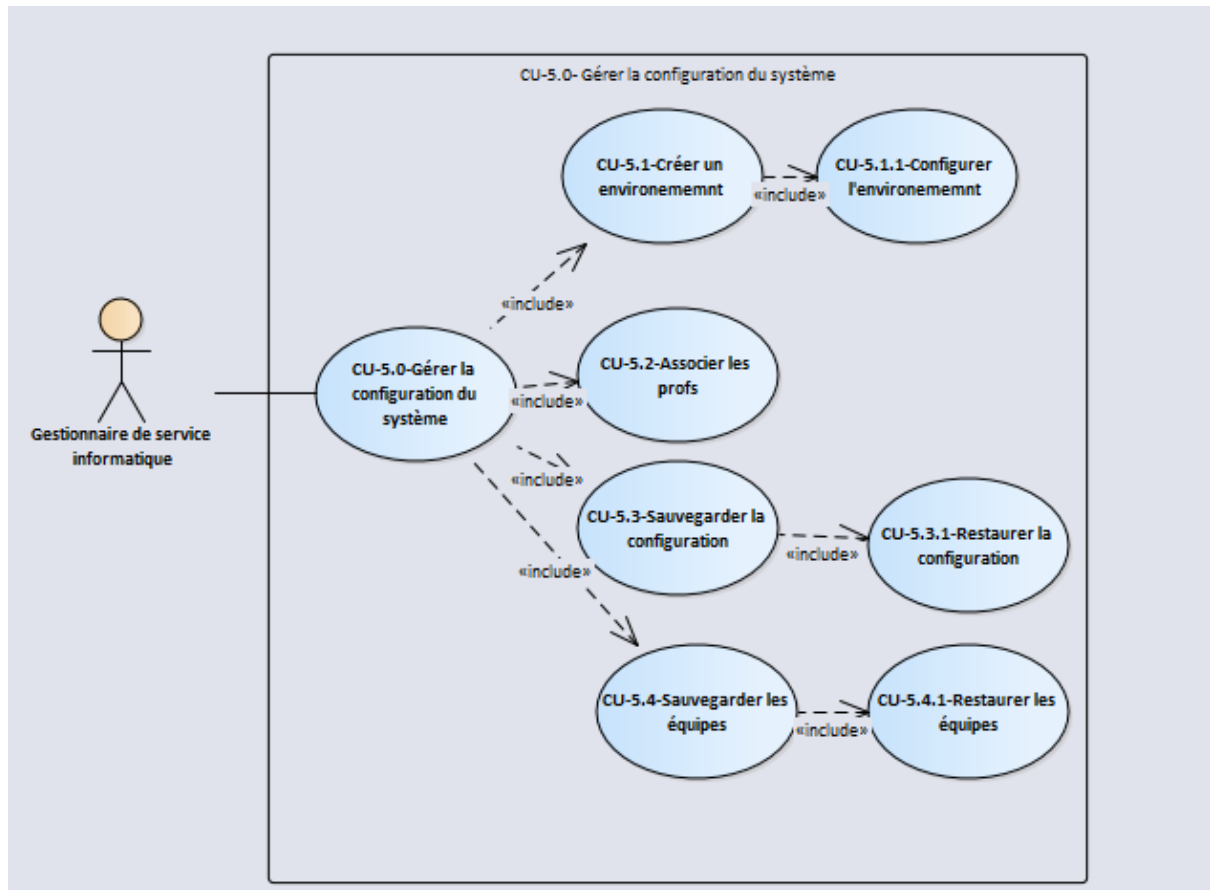 CU-5.0- Gérer la configuration du système
CU-5.1-Créer un
environememnt
«include»
CU-5.1.1-Configurer
l'environememnt
«include»
CU-5.2-Associer les
profs
CU-5.0-Gérer la
configuration du
système
«include»
Gestionnaire de service
informatique
«include»
CU-5.3-Sauvegarder la
configuration
«include»
CU-5.3.1-Restaurer la
configuration
«include»
CU-5.4-Sauvegarder les
équipes
«include»
CU-5.4.1-Restaurer les
équipes